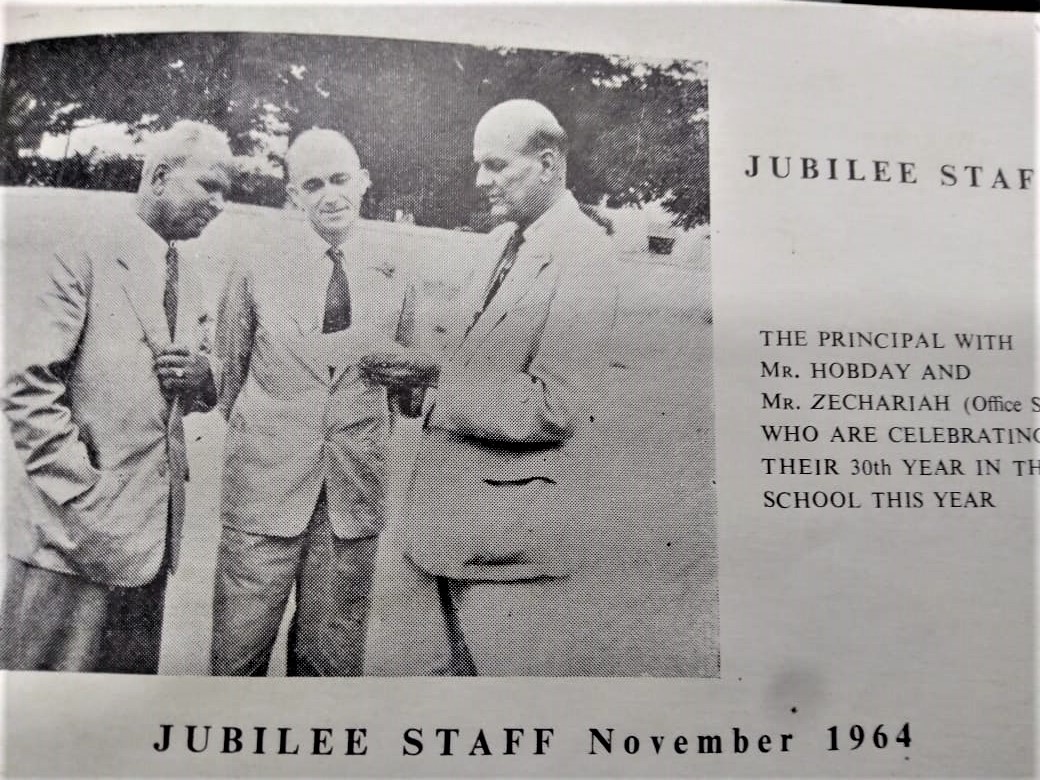 JUBILEE STAF
THE PRINCIPAL WITH
MR. HOBDAY AND
MR. ZECHARIAH (Office S
WHO ARE CELEBRATING
THEIR 30th YEAR IN TH
SCHOOL THIS YEAR
JUBILEE STAFF November 1964